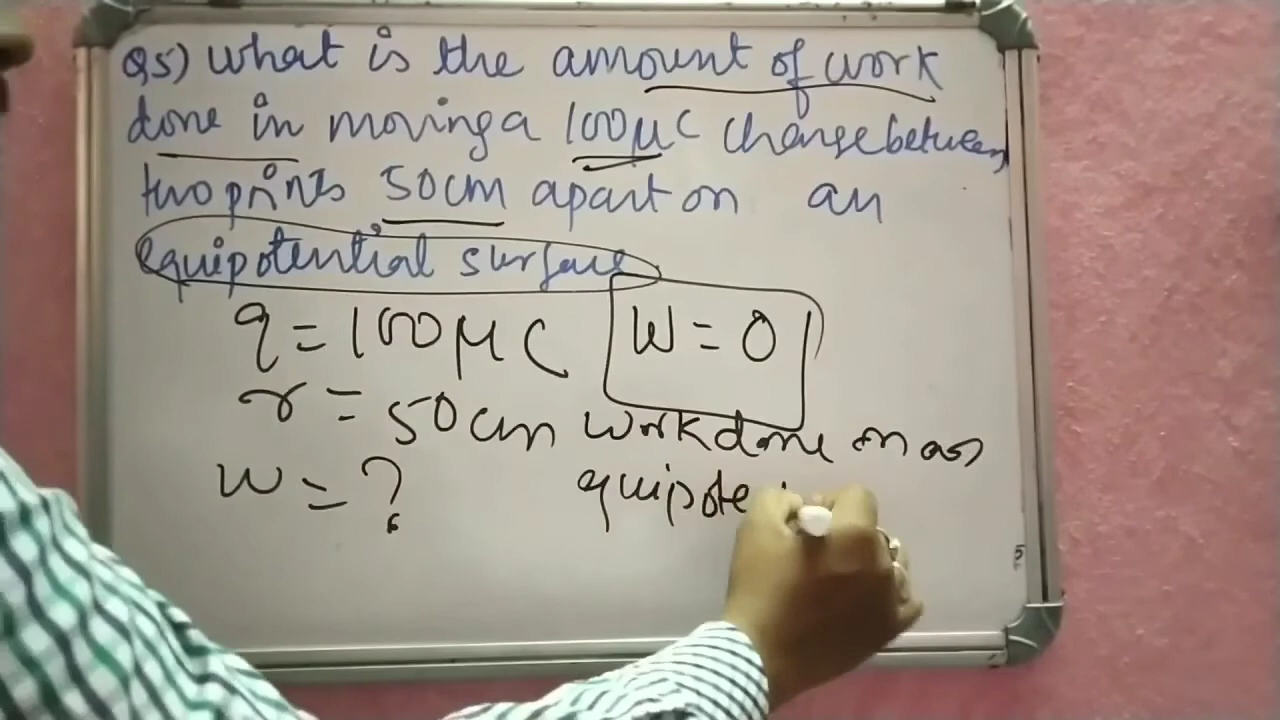 Q5) what is the amount of work
done in moving a 100μC charge between
two points 50cm apart on an
equipotential surface
q = 100μC W = 0
r = 50cm work done on an
w = ? equipote